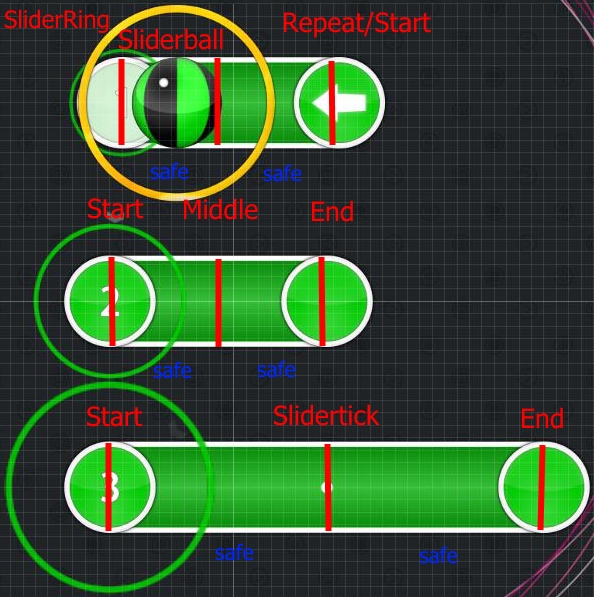 SliderRing
Sliderball
Repeat/Start
safe
safe
Start
Middle
End
2
safe
safe
Start
Slidertick
End
3
safe
safe